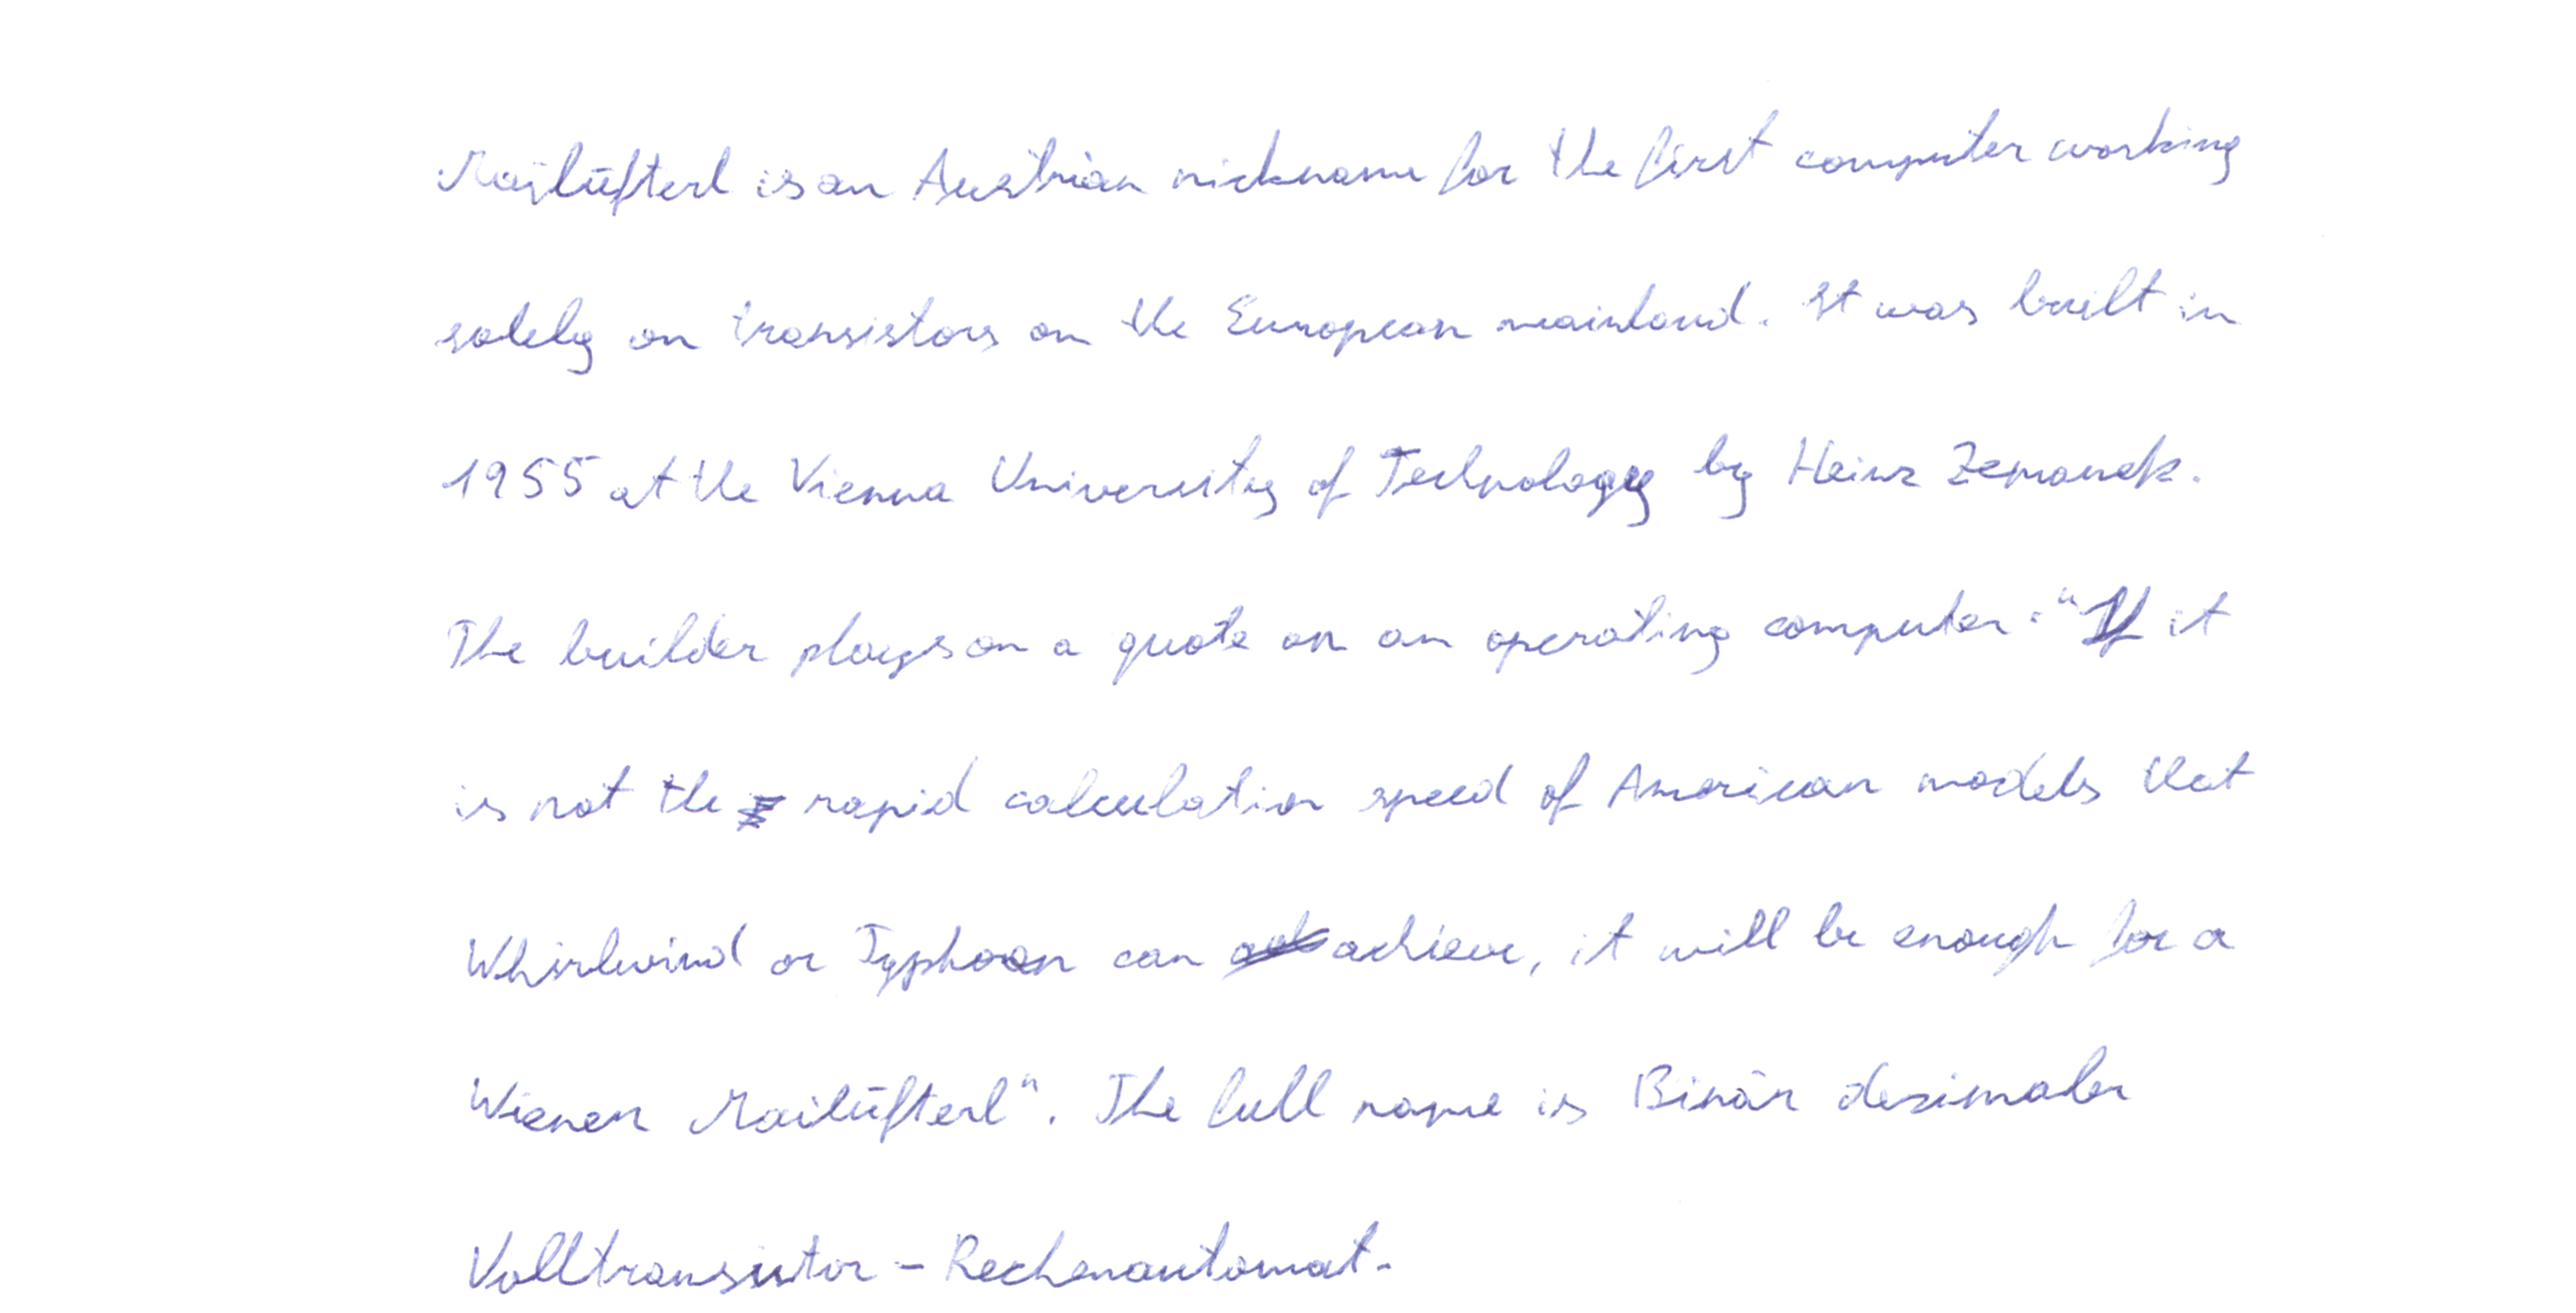 Mailüfterl is an Austrian nickname for the first computer working
solely on transistors on the European mainland. It was built in
1955 at the Vienna University of Technology by Heinz Zemanek.
The builder plays on a quote on an operating computer: "If it
is not the rapid calculation speed of American models that
Whirlwind or Typhoon can achieve, it will be enough for a
Wiener Mailüfterl". The full name is Binär dezimaler
Volltransistor - Rechenautomat.